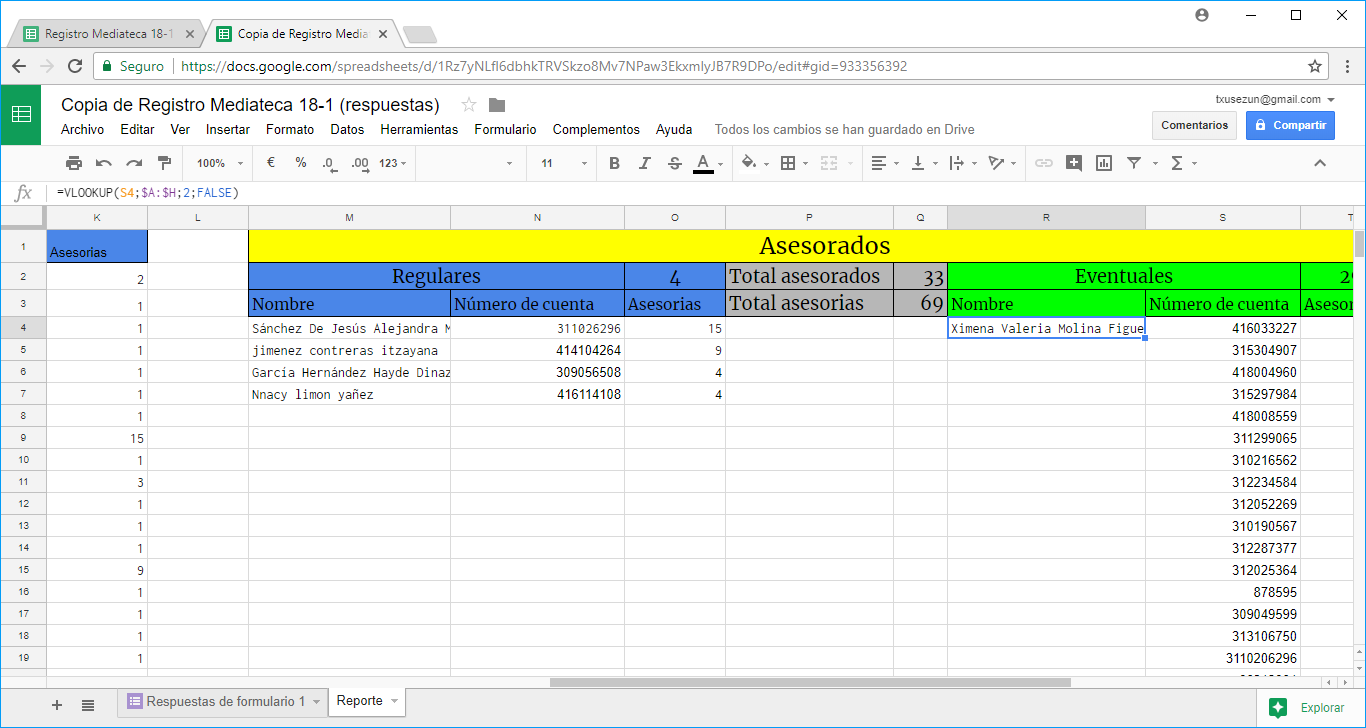 Registro Mediateca 18-1
Copia de Registro Media
Seguro https://docs.google.com/spreadsheets/d/1Rz7yNLfl6dbhkTRVSkzo8Mv7NPaw3EkxmlyJB7R9DPo/edit#gid=933356392
Copia de Registro Mediateca 18-1 (respuestas)
txusezun@gmail.com
Archivo Editar Ver Insertar Formato Datos Herramientas Formulario Complementos Ayuda Todos los cambios se han guardado en Drive
Comentarios Compartir
100% € % .0 .00 123 11 B I S A Σ
fx =VLOOKUP(S4;$A:$H;2;FALSE)
K L M N O P Q R S T
1 Asesorias Asesorados
2 2 Regulares 4 Total asesorados 33 Eventuales 29
3 1 Nombre Número de cuenta Asesorias Total asesorias 69 Nombre Número de cuenta Asesor
4 1 Sánchez De Jesús Alejandra M 311026296 15 Ximena Valeria Molina Figue 416033227
5 1 jimenez contreras itzayana 414104264 9 315304907
6 1 García Hernández Hayde Dinaz 309056508 4 418004960
7 1 Nnacy limon yañez 416114108 4 315297984
8 1 418008559
9 15 311299065
10 1 310216562
11 3 312234584
12 1 312052269
13 1 310190567
14 1 312287377
15 9 312025364
16 1 878595
17 1 309049599
18 1 313106750
19 1 3110206296
Respuestas de formulario 1 Reporte Explorar